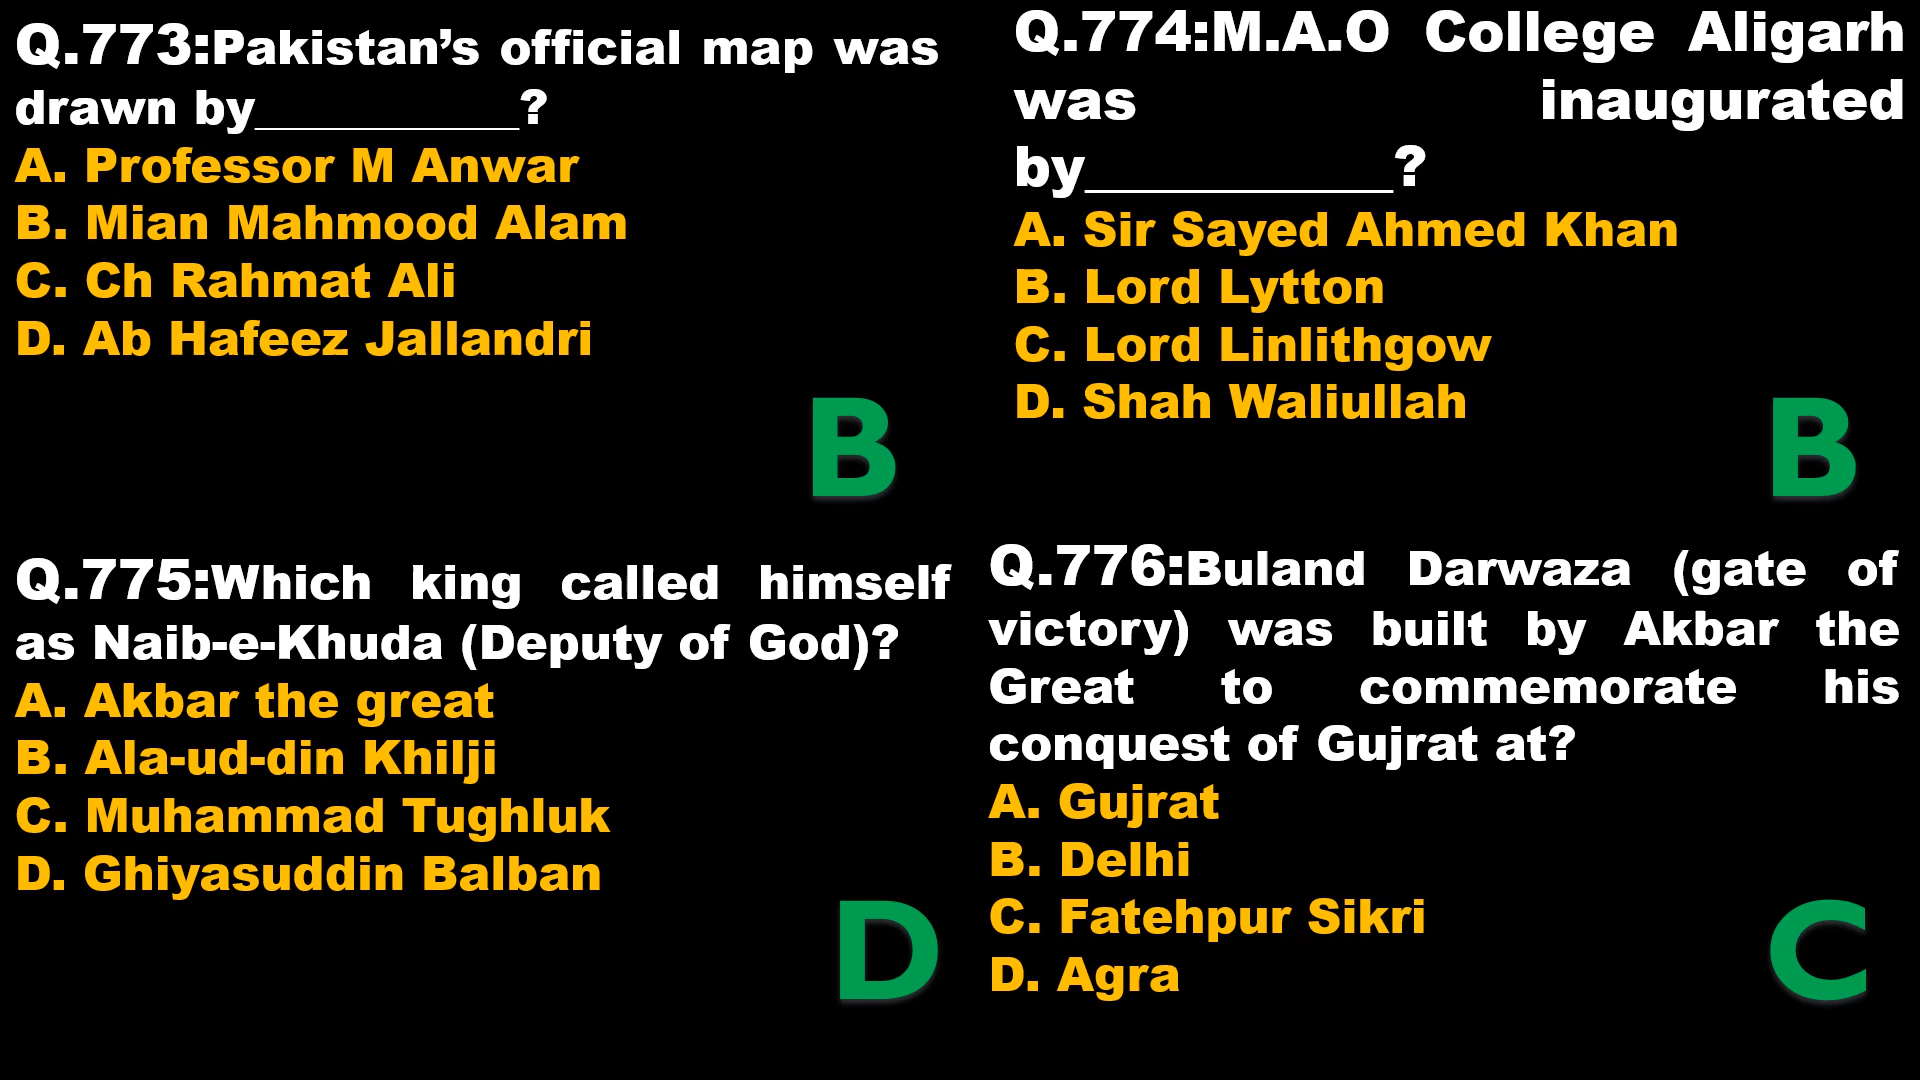 Q.773:Pakistan’s official map was
drawn by___________?
A. Professor M Anwar
B. Mian Mahmood Alam
C. Ch Rahmat Ali
D. Ab Hafeez Jallandri
B
Q.774:M.A.O College Aligarh
was inaugurated
by___________?
A. Sir Sayed Ahmed Khan
B. Lord Lytton
C. Lord Linlithgow
D. Shah Waliullah
B
Q.775:Which king called himself
as Naib-e-Khuda (Deputy of God)?
A. Akbar the great
B. Ala-ud-din Khilji
C. Muhammad Tughluk
D. Ghiyasuddin Balban
D
Q.776:Buland Darwaza (gate of
victory) was built by Akbar the
Great to commemorate his
conquest of Gujrat at?
A. Gujrat
B. Delhi
C. Fatehpur Sikri
D. Agra
C